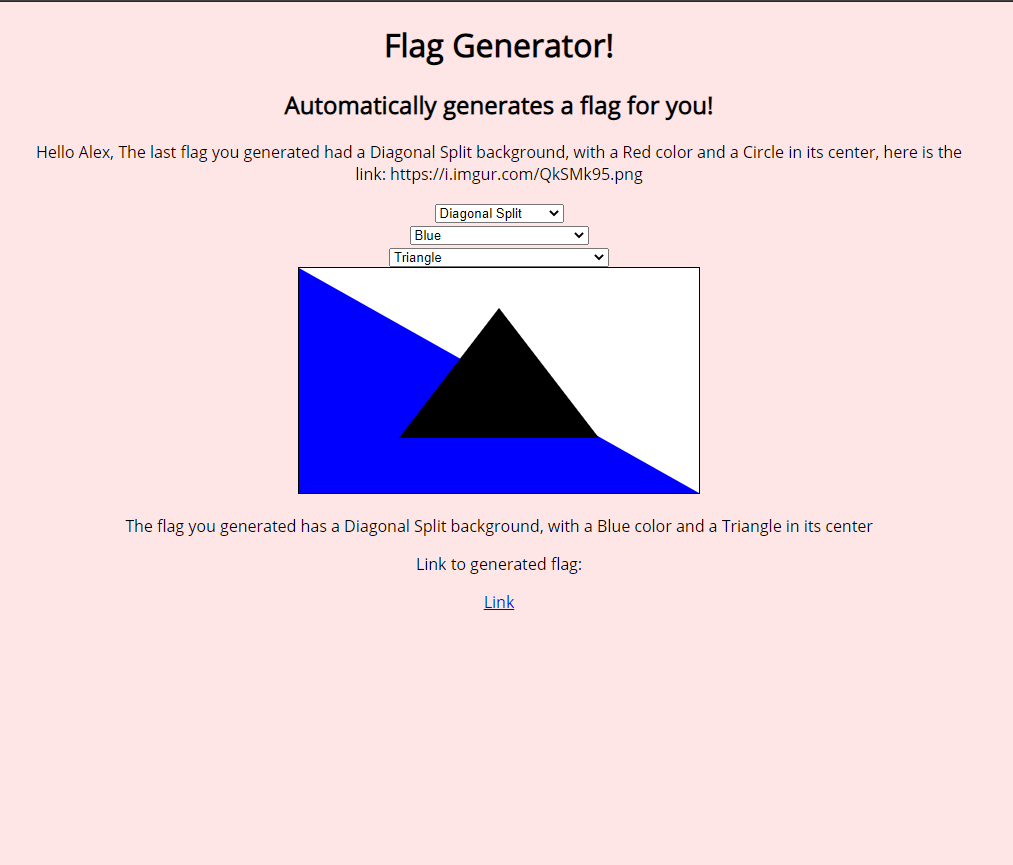 Flag Generator!
Automatically generates a flag for you!
Hello Alex, The last flag you generated had a Diagonal Split background, with a Red color and a Circle in its center, here is the
link: https://i.imgur.com/QkSMk95.png
Diagonal Split
Blue
Triangle
The flag you generated has a Diagonal Split background, with a Blue color and a Triangle in its center
Link to generated flag:
Link